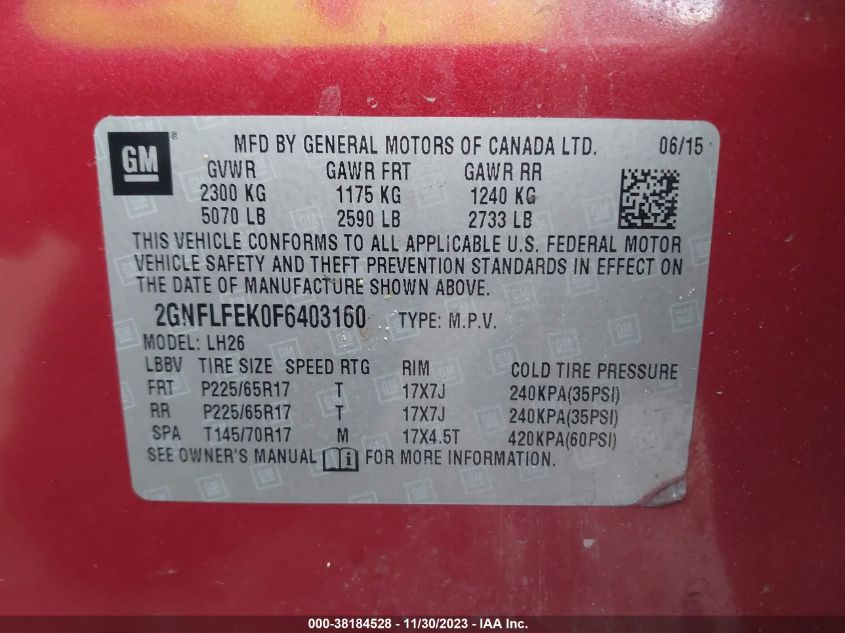 GM ® MFD BY GENERAL MOTORS OF CANADA LTD. 06/15
GVWR GAWR FRT GAWR RR
2300 KG 1175 KG 1240 KG
5070 LB 2590 LB 2733 LB
THIS VEHICLE CONFORMS TO ALL APPLICABLE U.S. FEDERAL MOTOR
VEHICLE SAFETY AND THEFT PREVENTION STANDARDS IN EFFECT ON
THE DATE OF MANUFACTURE SHOWN ABOVE.
2GNFLFEK0F6403160 TYPE: M.P.V.
MODEL: LH26
LBBV TIRE SIZE SPEED RTG RIM COLD TIRE PRESSURE
FRT P225/65R17 T 17X7J 240KPA(35PSI)
RR P225/65R17 T 17X7J 240KPA(35PSI)
SPA T145/70R17 M 17X4.5T 420KPA(60PSI)
SEE OWNER'S MANUAL FOR MORE INFORMATION.
000-38184528 - 11/30/2023 - IAA Inc.